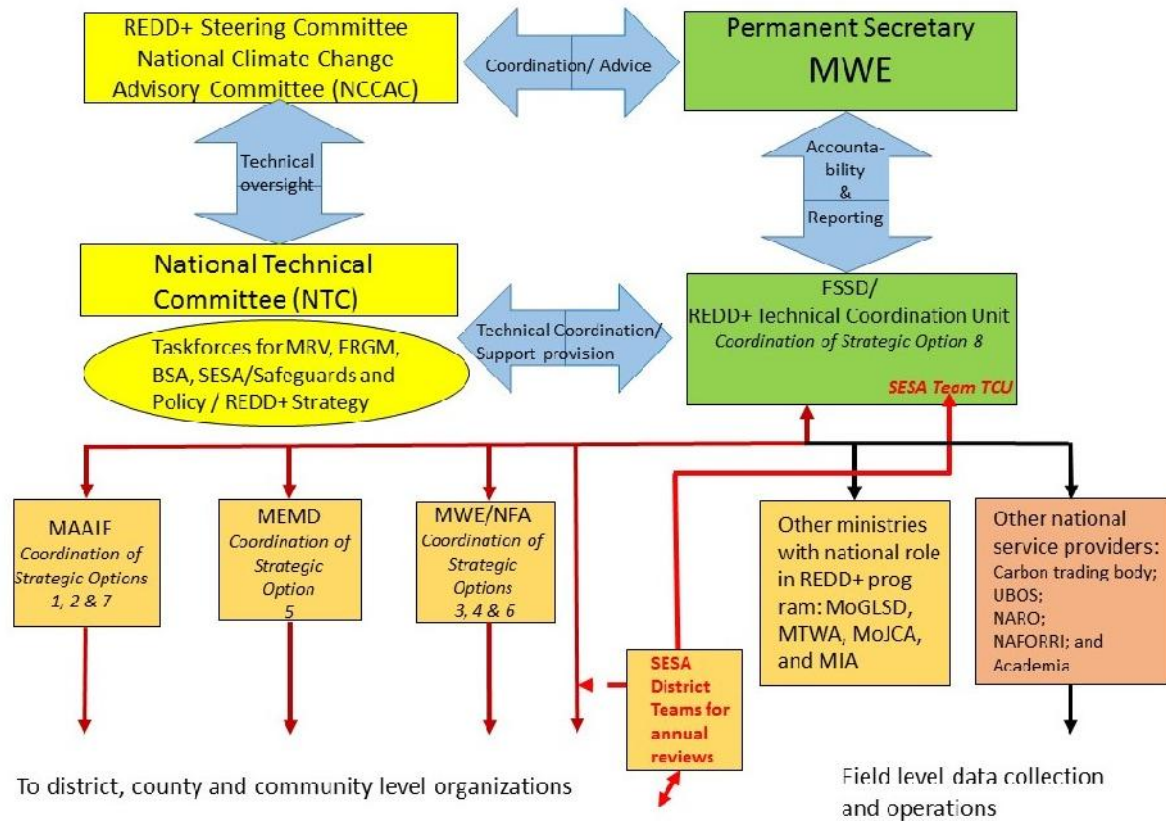 REDD+ Steering Committee
National Climate Change
Advisory Committee (NCCAC)
Coordination/ Advice
Permanent Secretary
MWE
Technical
oversight
Accounta-
bility
&
Reporting
National Technical
Committee (NTC)
Taskforces for MRV, FRGM,
BSA, SESA/Safeguards and
Policy / REDD+ Strategy
Technical Coordination/
Support provision
FSSD/
REDD+ Technical Coordination Unit
Coordination of Strategic Option 8
SESA Team TCU
MAAIF
Coordination of
Strategic Options
1, 2 & 7
MEMD
Coordination of
Strategic
Option
5
MWE/NFA
Coordination of
Strategic
Options
3, 4 & 6
SESA
District
Teams for
annual
reviews
Other ministries
with national role
in REDD+ prog
ram: MoGLSD,
MTWA, MoJCA,
and MIA
Other national
service providers:
Carbon trading body;
UBOS;
NARO;
NAFORRI; and
Academia
To district, county and community level organizations
Field level data collection
and operations